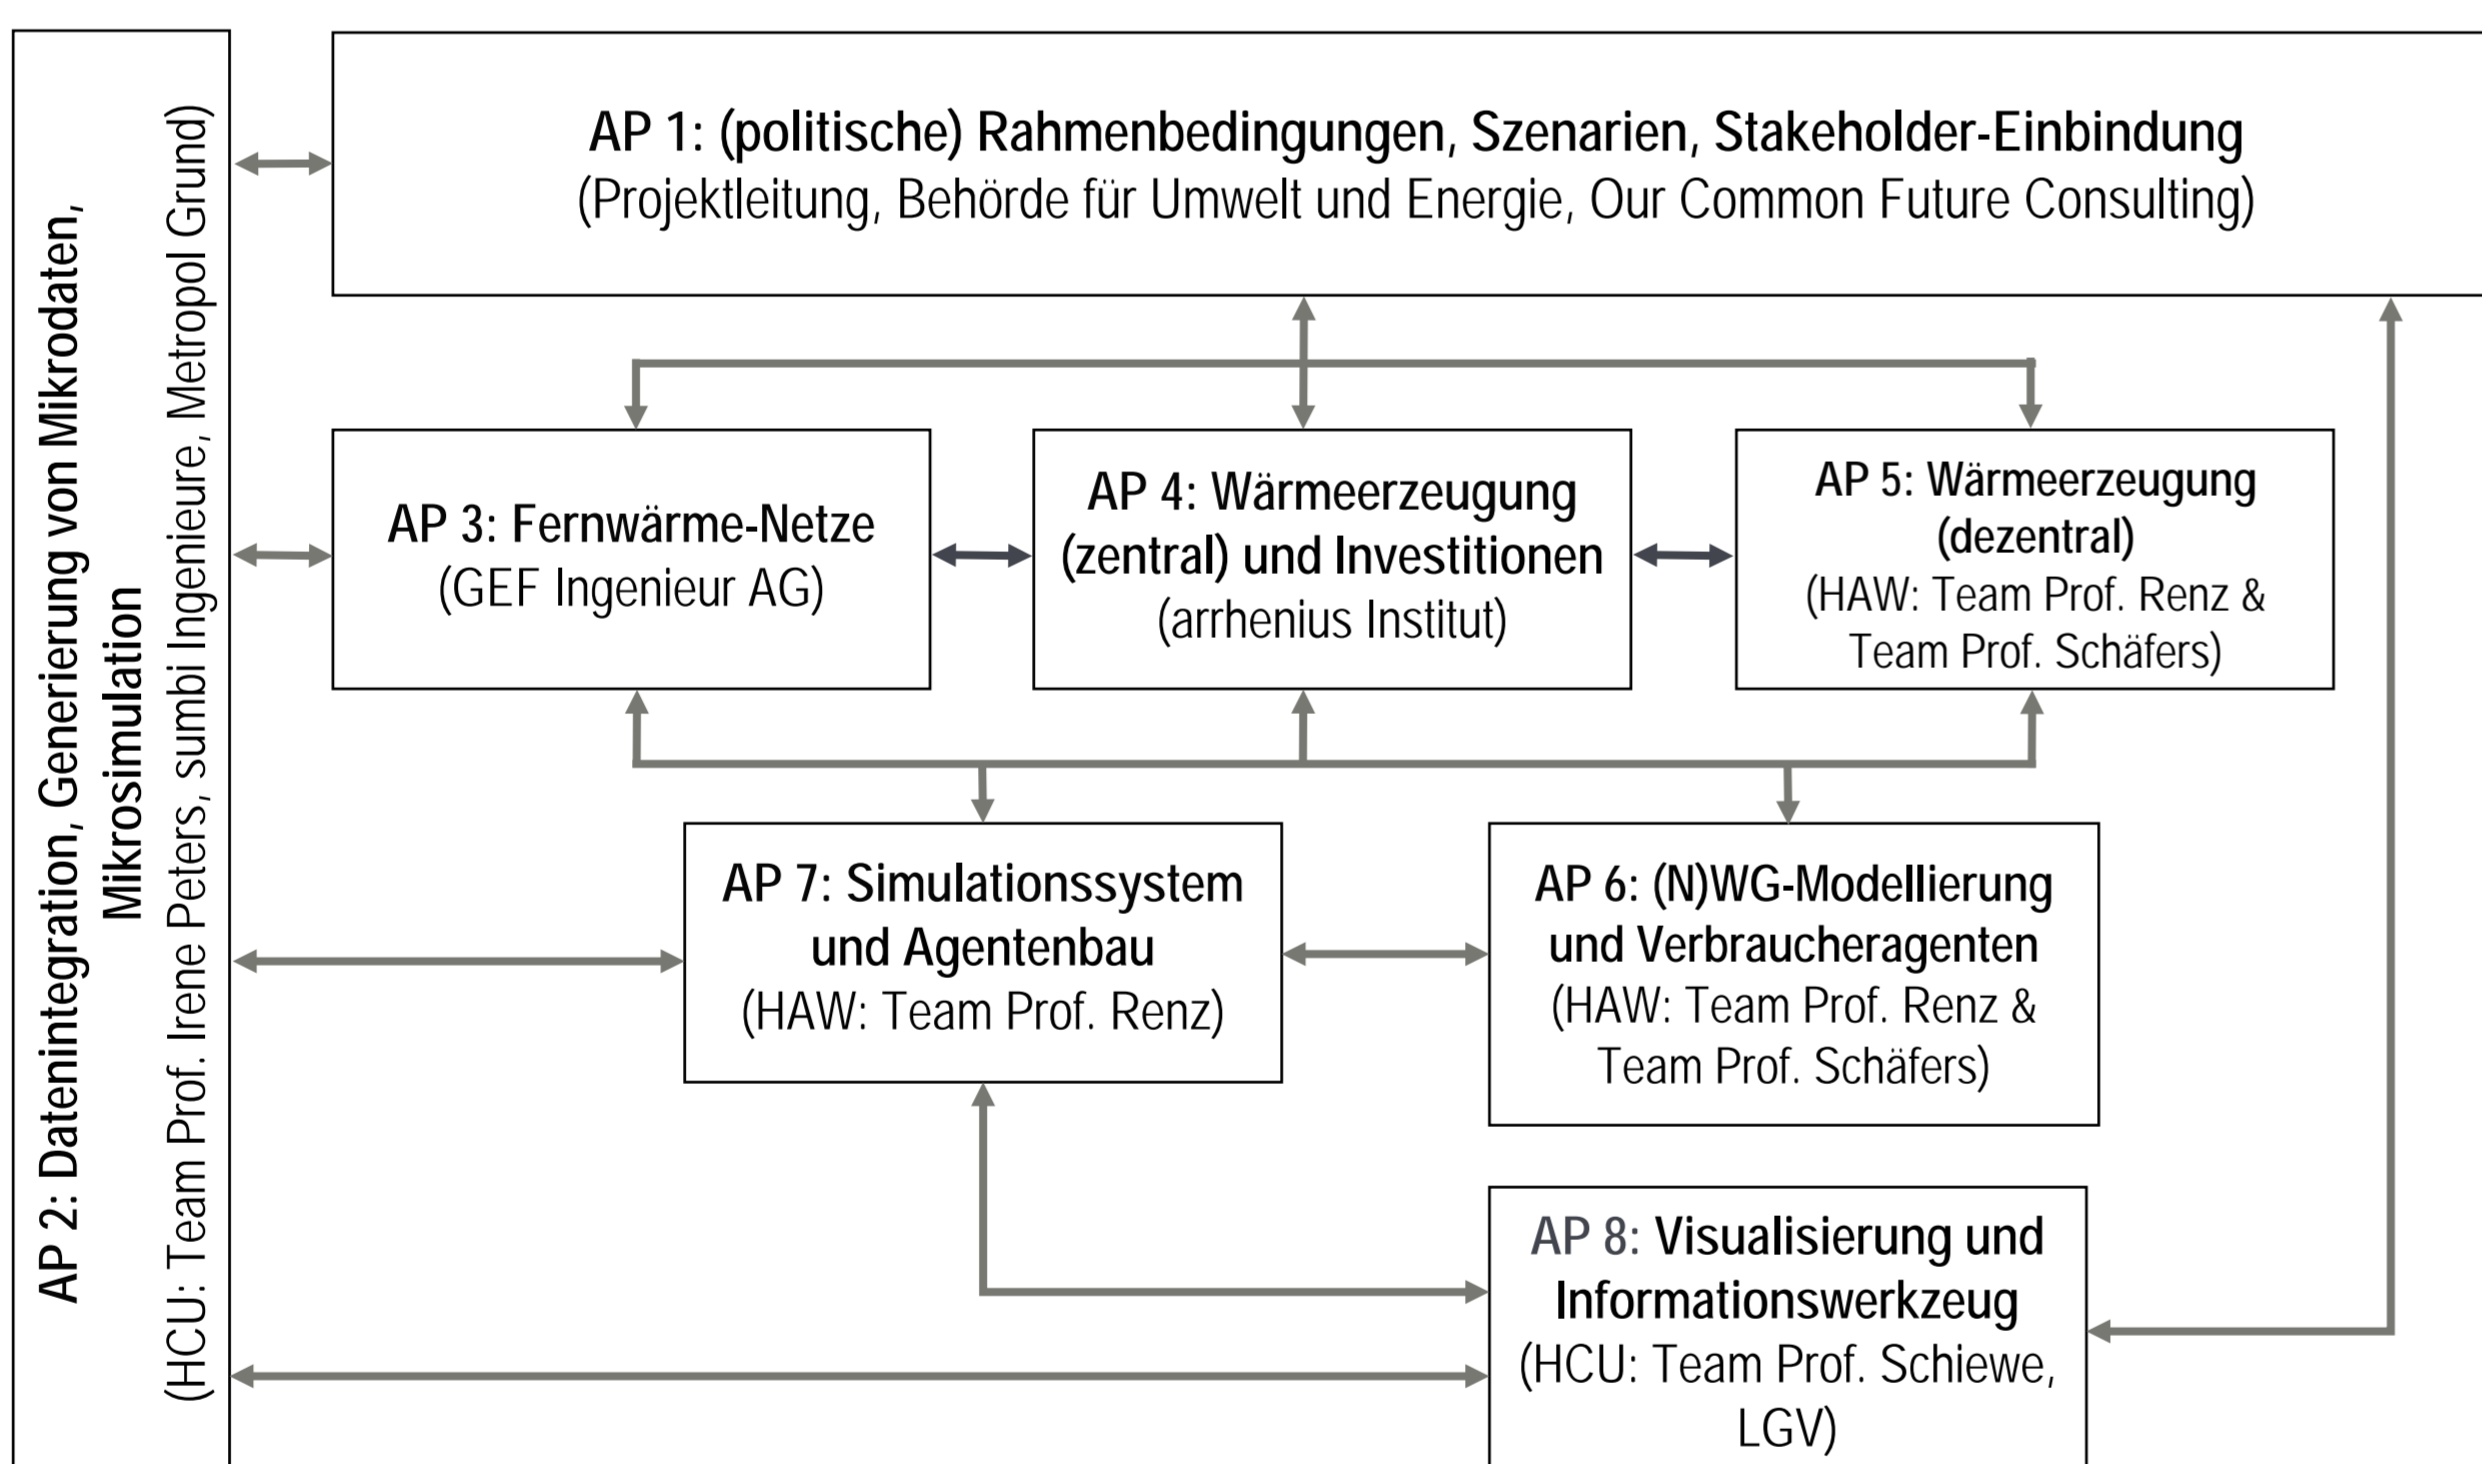 AP 2: Datenintegration, Generierung von Mikrodaten,
Mikrosimulation
(HCU: Team Prof. Irene Peters, sumbi Ingenieure, Metropol Grund)
AP 1: (politische) Rahmenbedingungen, Szenarien, Stakeholder-Einbindung
(Projektleitung, Behörde für Umwelt und Energie, Our Common Future Consulting)
AP 3: Fernwärme-Netze
(GEF Ingenieur AG)
AP 4: Wärmeerzeugung
(zentral) und Investitionen
(arrhenius Institut)
AP 5: Wärmeerzeugung
(dezentral)
(HAW: Team Prof. Renz &
Team Prof. Schäfers)
AP 7: Simulationssystem
und Agentenbau
(HAW: Team Prof. Renz)
AP 6: (N)WG-Modellierung
und Verbraucheragenten
(HAW: Team Prof. Renz &
Team Prof. Schäfers)
AP 8: Visualisierung und
Informationswerkzeug
(HCU: Team Prof. Schiewe,
LGV)